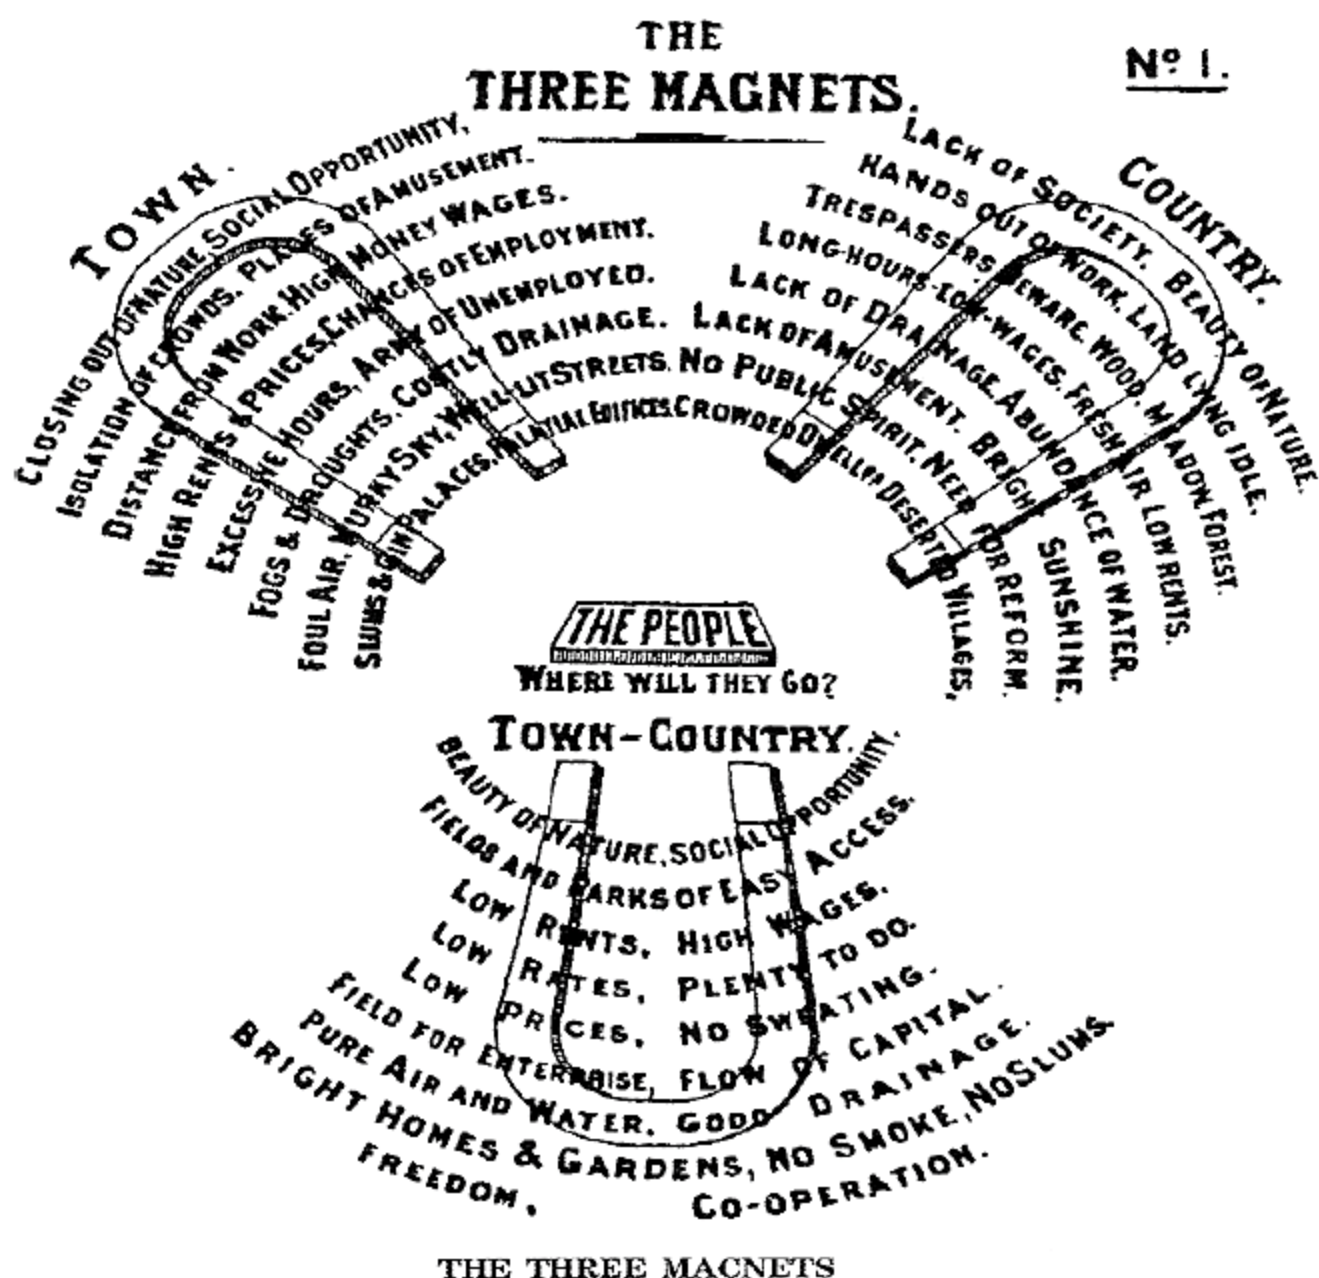 THE
THREE MAGNETS.
No 1.
TOWN.
CLOSING OUT OF NATURE. SOCIAL OPPORTUNITY,
ISOLATION OF CROWDS. PLACES OF AMUSEMENT.
DISTANCE FROM WORK. HIGH MONEY WAGES.
HIGH RENTS & PRICES. CHANCES OF EMPLOYMENT.
EXCESSIVE HOURS, ARMY OF UNEMPLOYED.
FOGS & DROUGHTS. COSTLY DRAINAGE.
FOUL AIR. MURKY SKY. WELL LIT STREETS.
SLUMS & GIN PALACES. PALATIAL EDIFICES.
COUNTRY.
LACK OF SOCIETY. BEAUTY OF NATURE.
HANDS OUT OF WORK. LAND LYING IDLE.
TRESPASSERS BEWARE. WOOD, MEADOW, FOREST.
LONG-HOURS-LOW-WAGES. FRESH AIR LOW RENTS.
LACK OF DRAINAGE. ABUNDANCE OF WATER.
LACK OF AMUSEMENT. BRIGHT SUNSHINE.
NO PUBLIC SPIRIT. NEED FOR REFORM.
CROWDED DWELLINGS DESERTED VILLAGES,
THE PEOPLE
WHERE WILL THEY GO?
TOWN-COUNTRY.
BEAUTY OF NATURE, SOCIAL OPPORTUNITY.
FIELDS AND PARKS OF EASY ACCESS.
LOW RENTS, HIGH WAGES.
LOW RATES, PLENTY TO DO.
LOW PRICES, NO SWEATING.
FIELD FOR ENTERPRISE, FLOW OF CAPITAL.
PURE AIR AND WATER. GOOD DRAINAGE.
BRIGHT HOMES & GARDENS, NO SMOKE, NO SLUMS.
FREEDOM, CO-OPERATION.
THE THREE MAGNETS